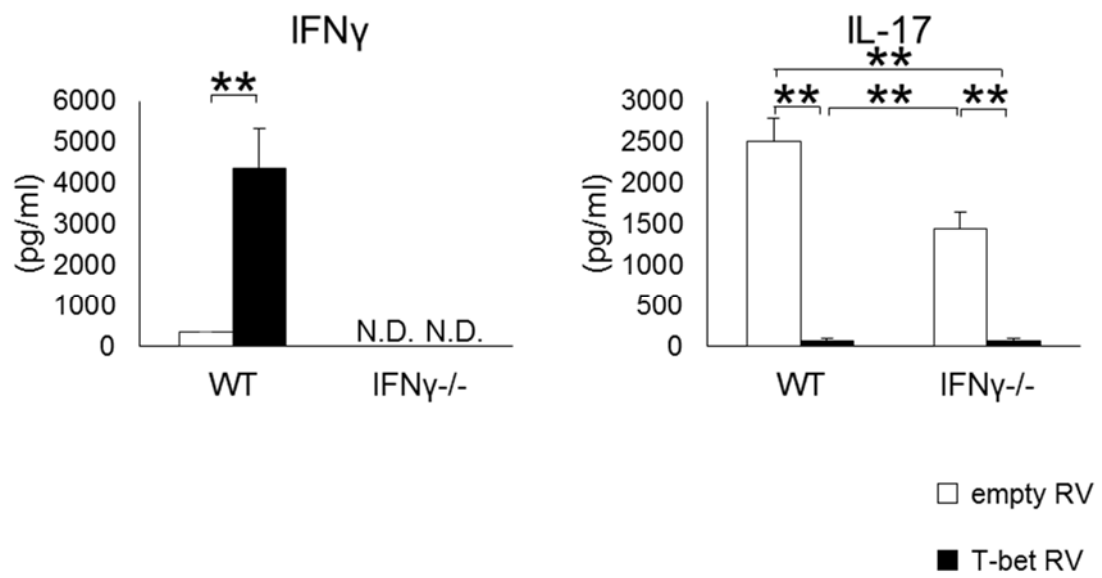 IFNγ
**
6000
5000
4000
3000
2000
1000
0
(pg/ml)
N.D. N.D.
WT
IFNγ-/-
IL-17
**
** ** **
3000
2500
2000
1500
1000
500
0
(pg/ml)
WT
IFNγ-/-
empty RV
T-bet RV